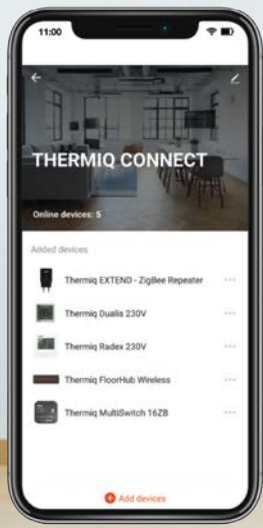 11:00
THERMIQ CONNECT
Online devices: 5
Added devices
Thermiq EXTEND - ZigBee Repeater
Thermiq Dualis 230V
Thermiq Radex 230V
Thermiq FloorHub Wireless
Thermiq MultiSwitch 16ZB
Add devices